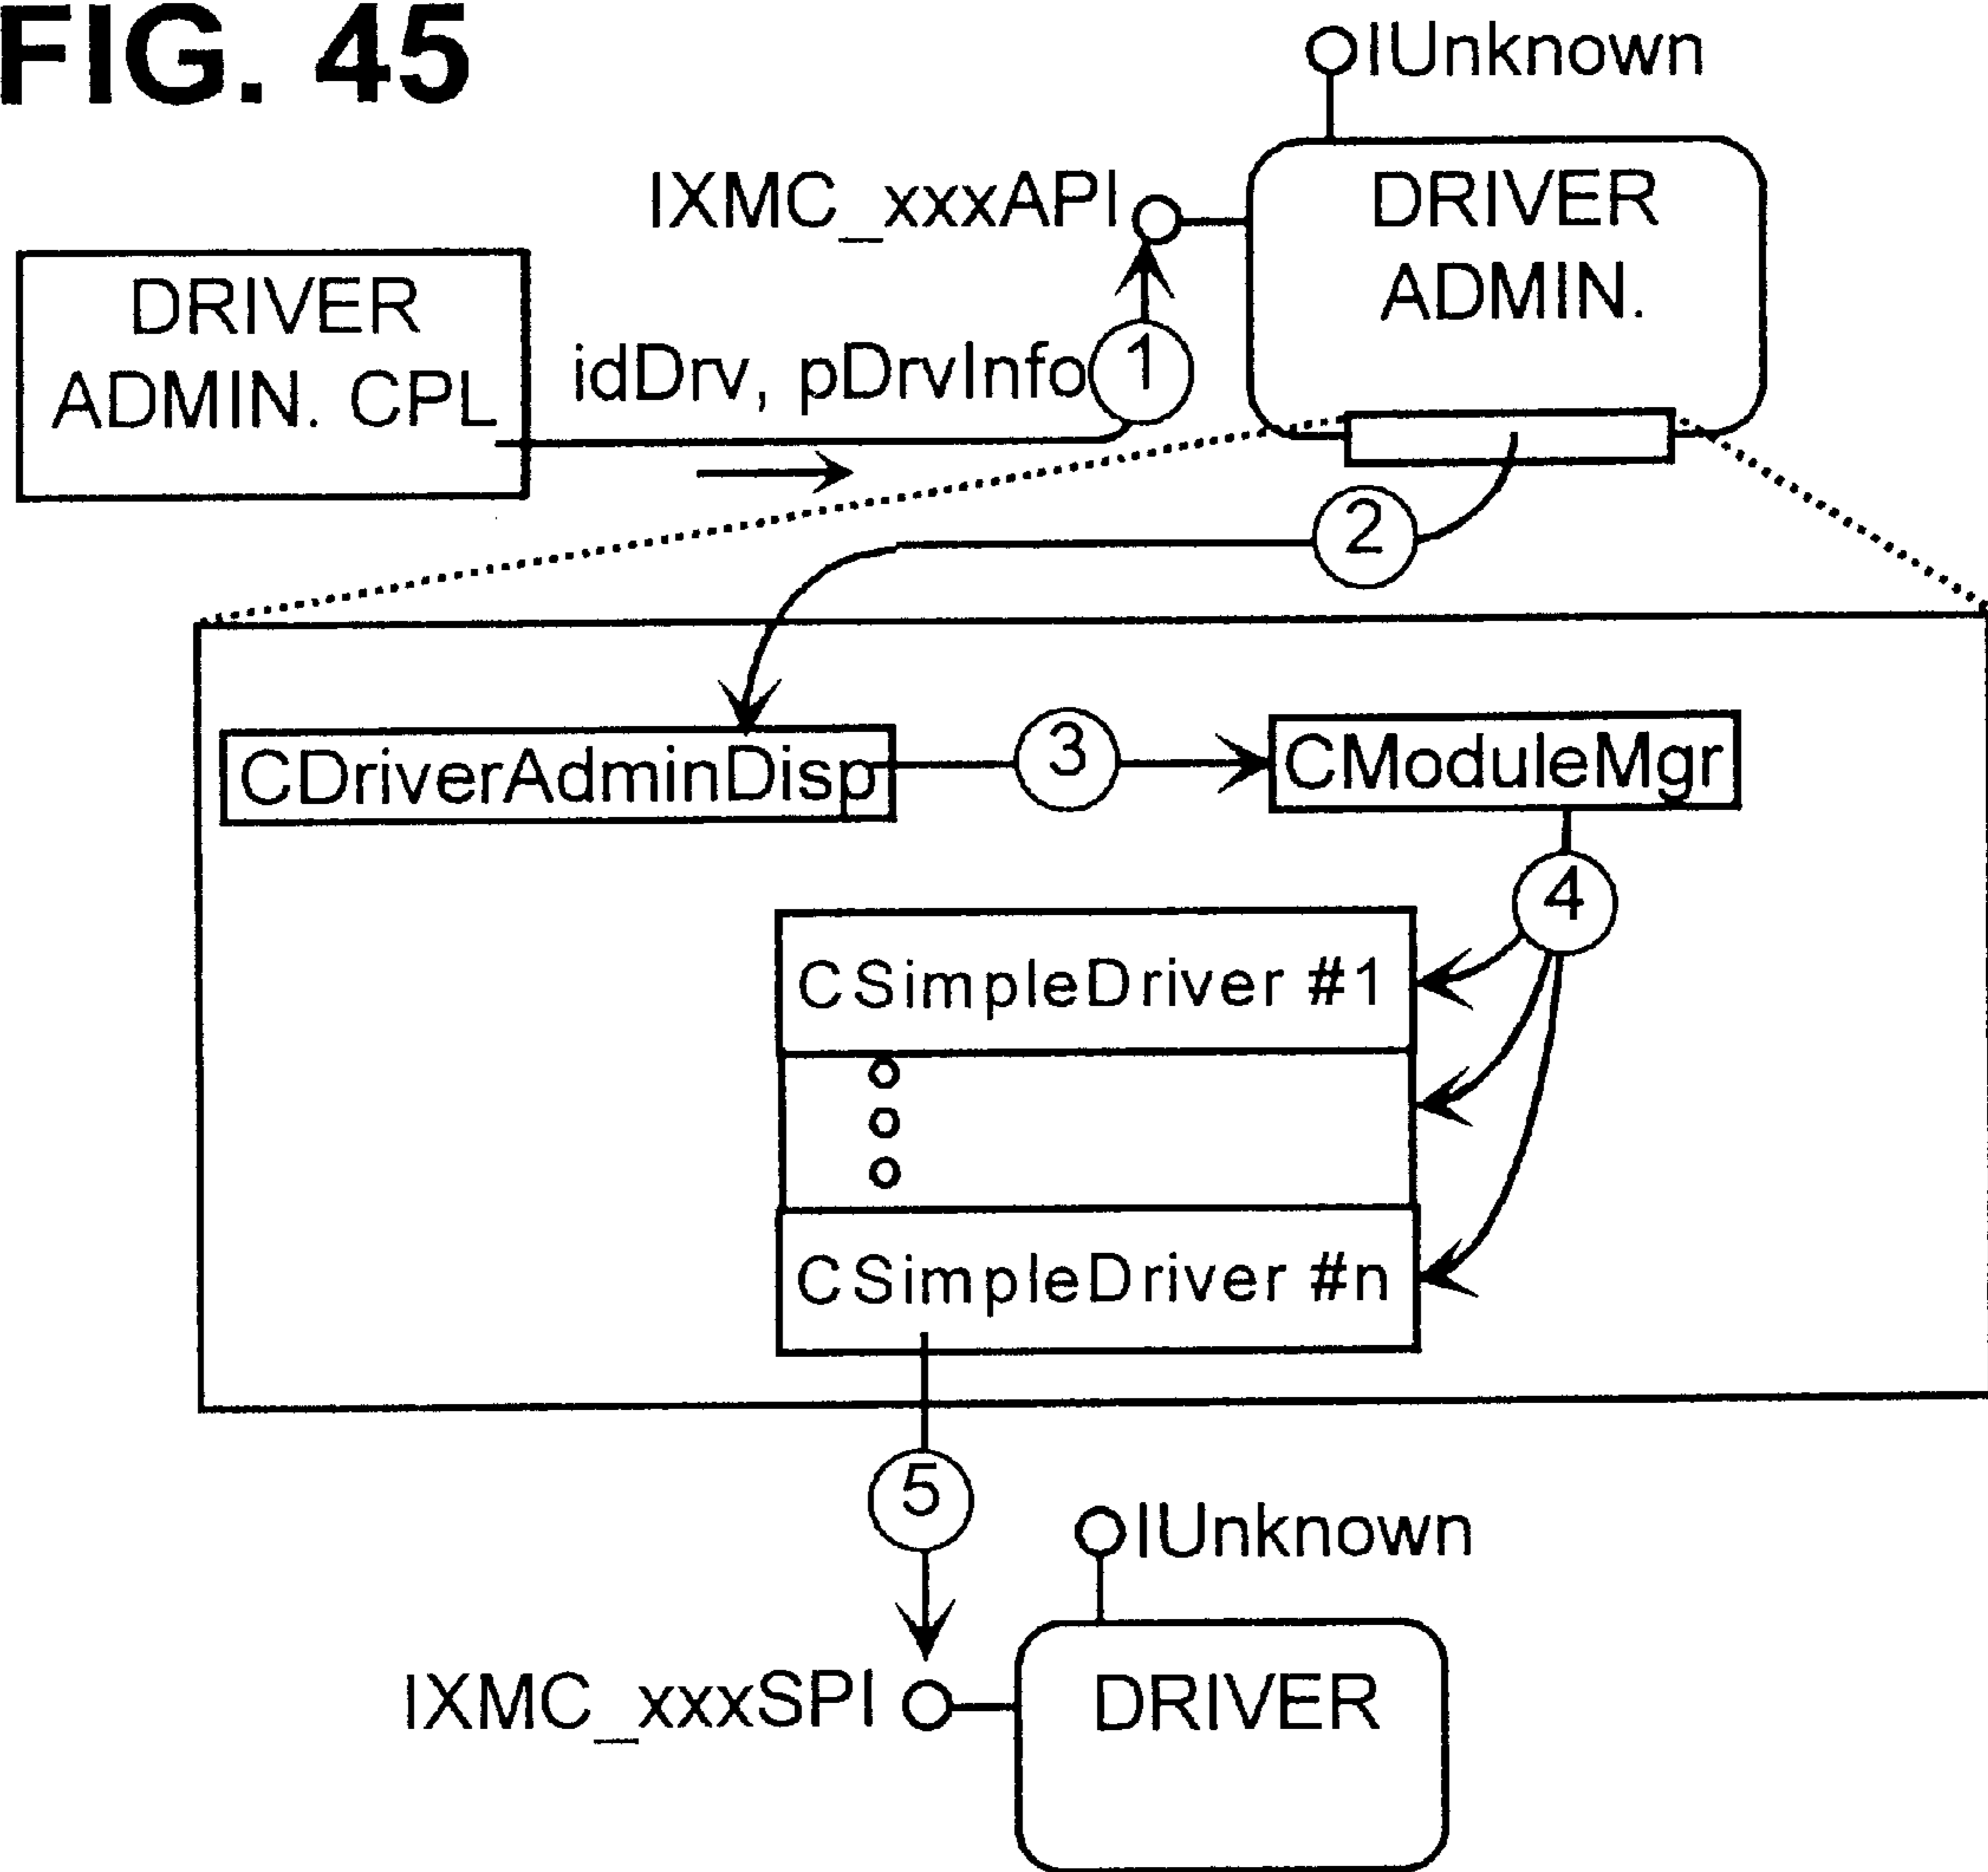 FIG. 45
IUnknown
IXMC_xxxAPI
DRIVER
ADMIN.
DRIVER
ADMIN. CPL
idDrv, pDrvInfo
1
2
CDriverAdminDisp
3
CModuleMgr
4
CSimpleDriver #1
CSimpleDriver #n
5
IUnknown
IXMC_xxxSPI
DRIVER